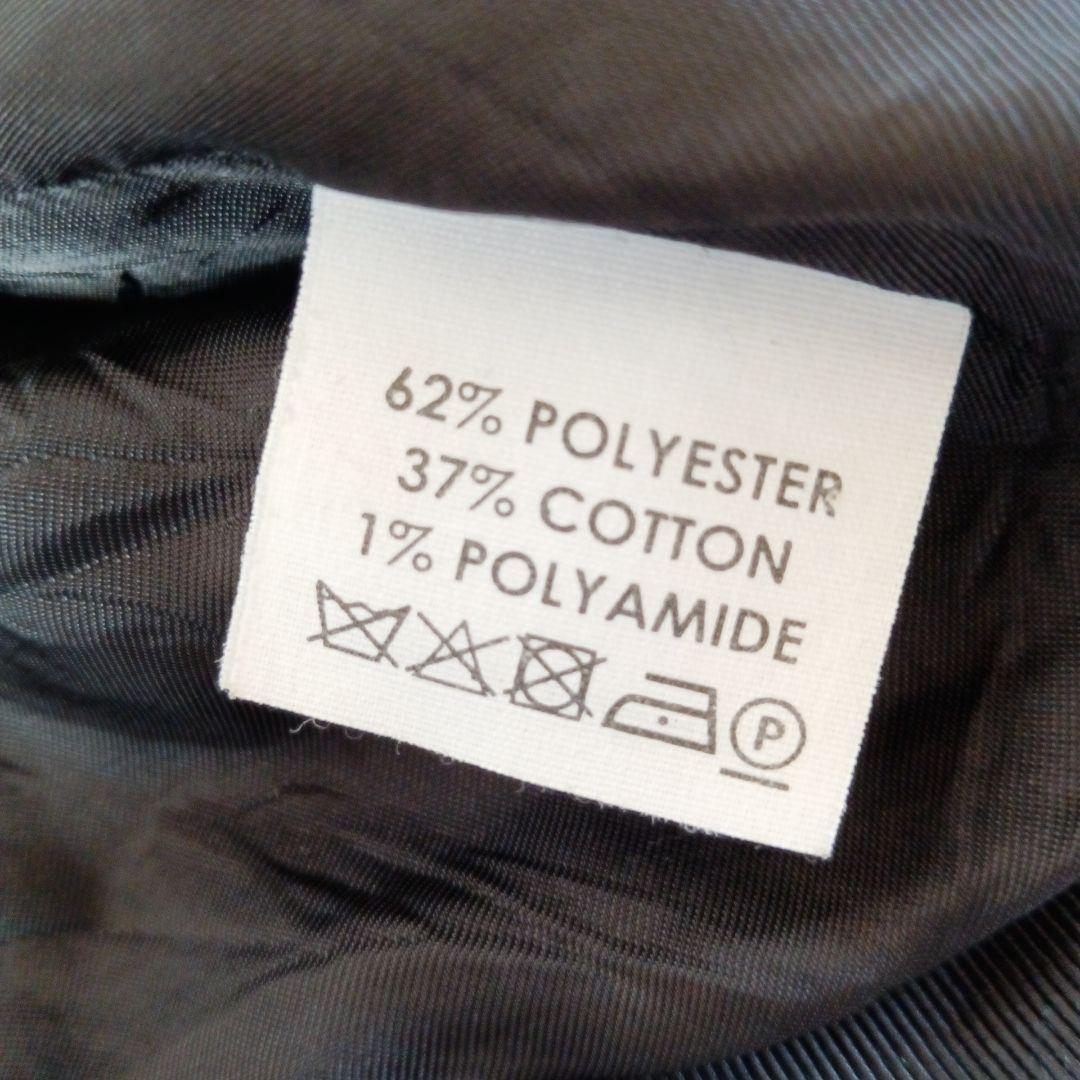 62% POLYESTER
37% COTTON
1% POLYAMIDE
P